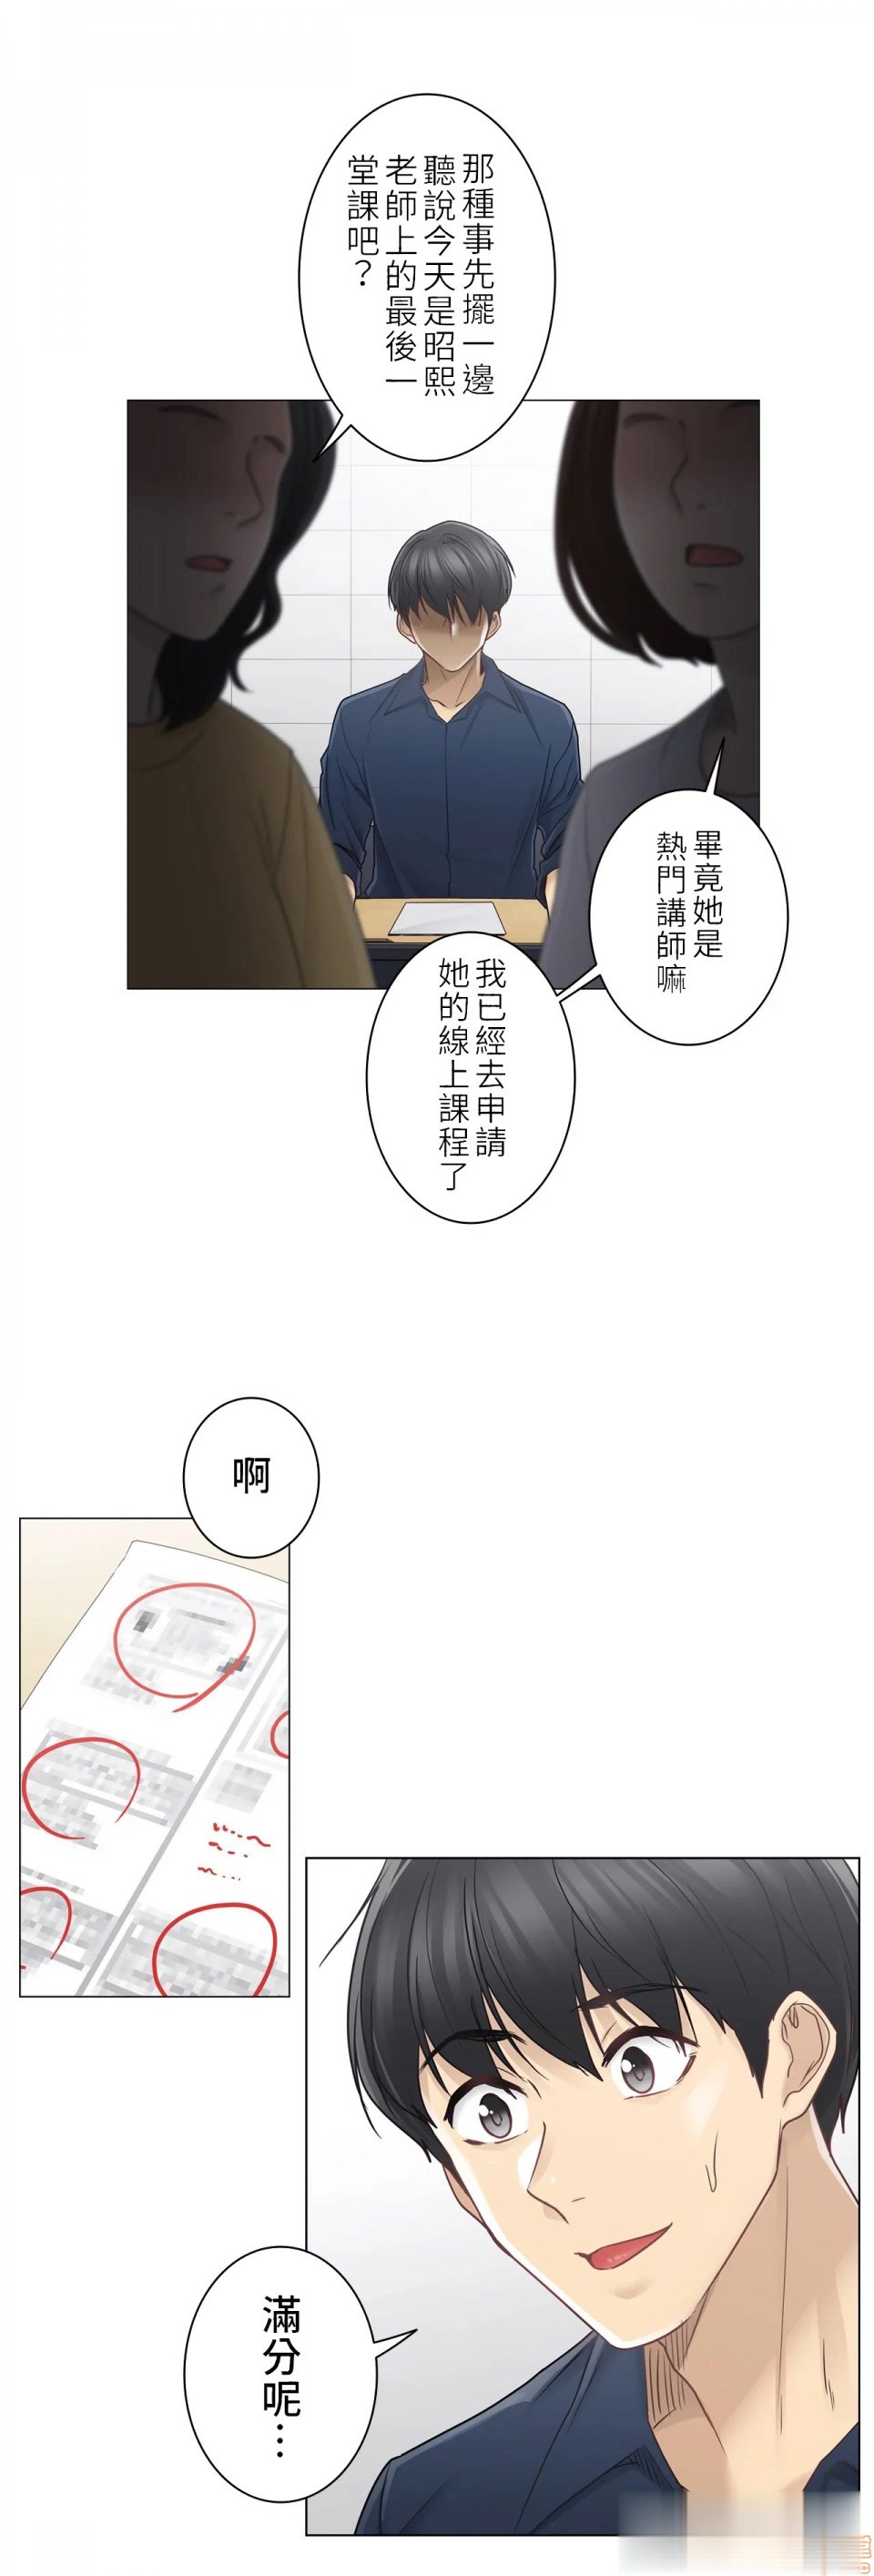 那種事先擺一邊
聽說今天是昭熙
老師上的最後一
堂課吧？
畢竟她是
熱門講師嘛
我已經去申請
她的線上課程了
啊
滿分呢…